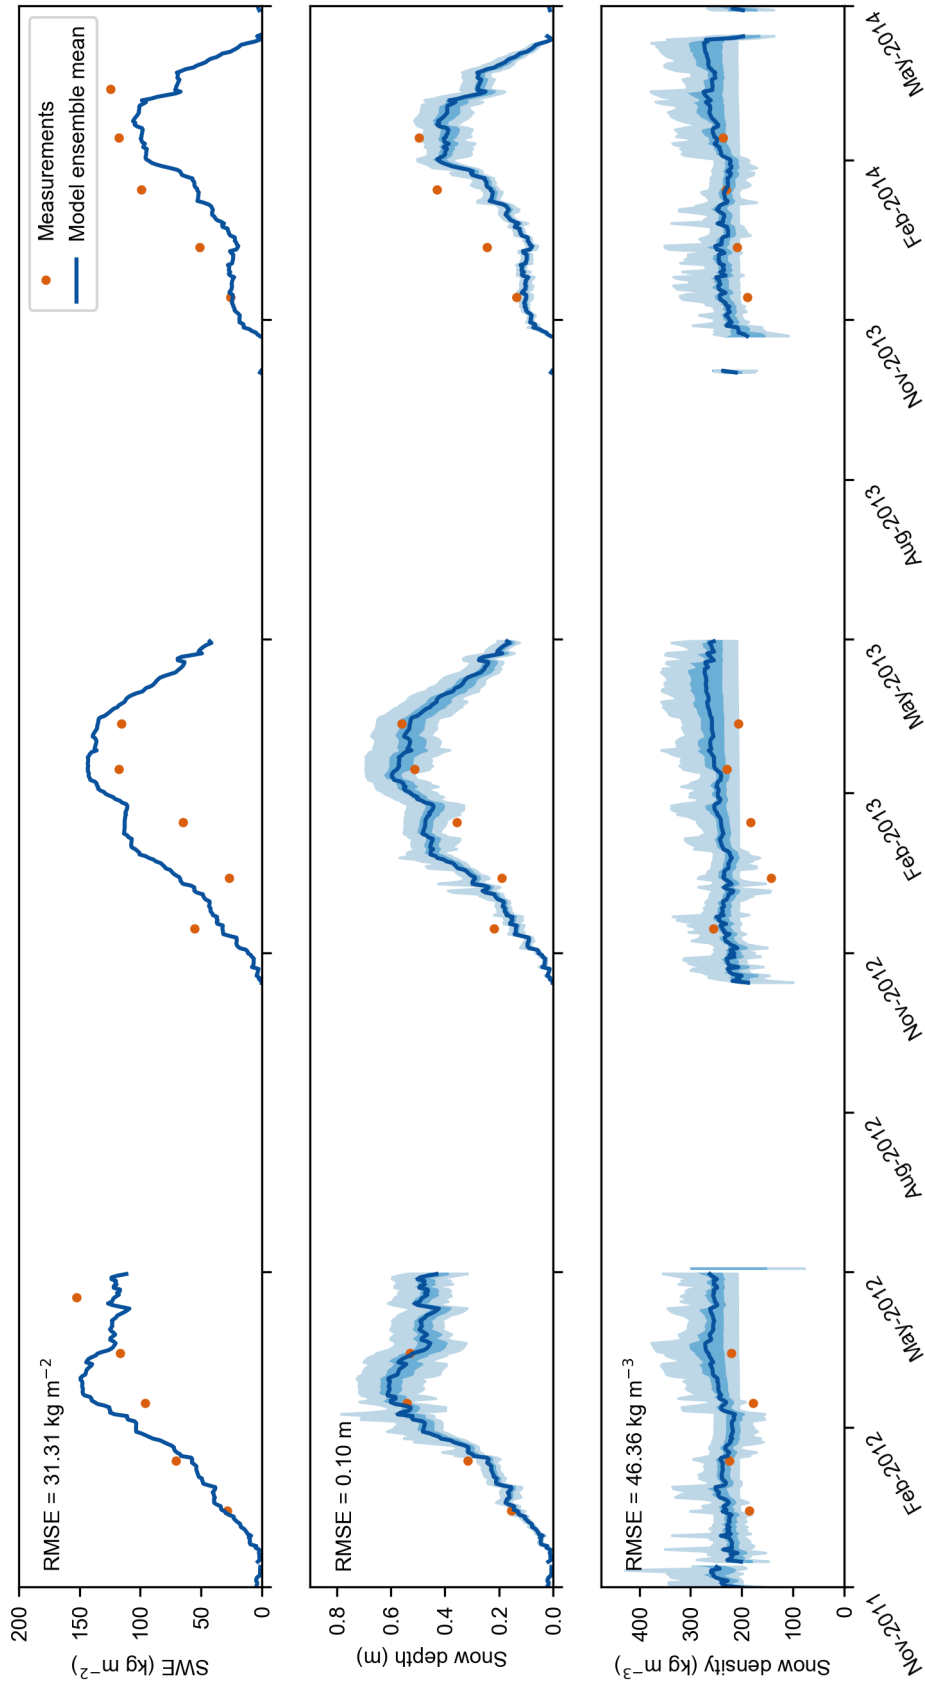 Measurements
Model ensemble mean
RMSE = 31.31 kg m⁻²
SWE (kg m⁻²)
200
150
100
50
0
RMSE = 0.10 m
Snow depth (m)
0.8
0.6
0.4
0.2
0.0
RMSE = 46.36 kg m⁻³
Snow density (kg m⁻³)
400
300
200
100
0
Nov-2011
Feb-2012
May-2012
Aug-2012
Nov-2012
Feb-2013
May-2013
Aug-2013
Nov-2013
Feb-2014
May-2014